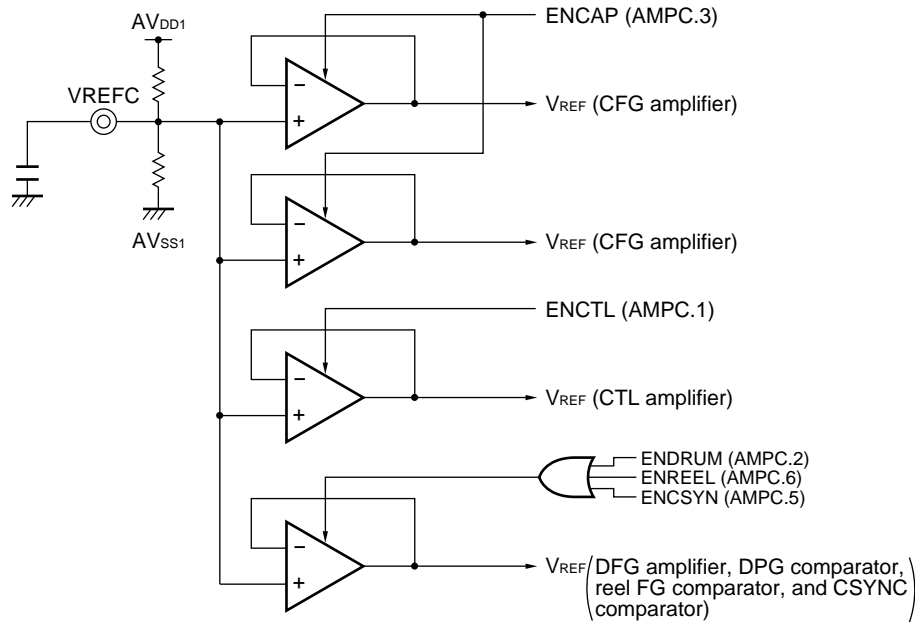 AVDD1
ENCAP (AMPC.3)
VREFC
−
+
VREF (CFG amplifier)
−
+
AVSS1
VREF (CFG amplifier)
ENCTL (AMPC.1)
−
+
VREF (CTL amplifier)
ENDRUM (AMPC.2)
ENREEL (AMPC.6)
ENCSYN (AMPC.5)
−
+
VREF (DFG amplifier, DPG comparator,
reel FG comparator, and CSYNC
comparator)